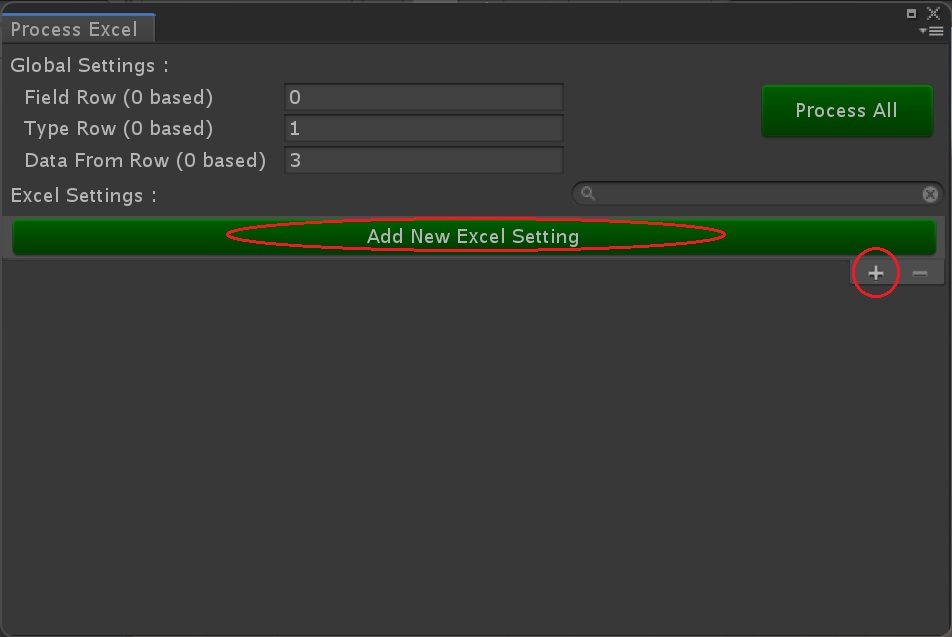 Process Excel
Global Settings :
Field Row (0 based) 0
Process All
Type Row (0 based) 1
Data From Row (0 based) 3
Excel Settings :
Add New Excel Setting